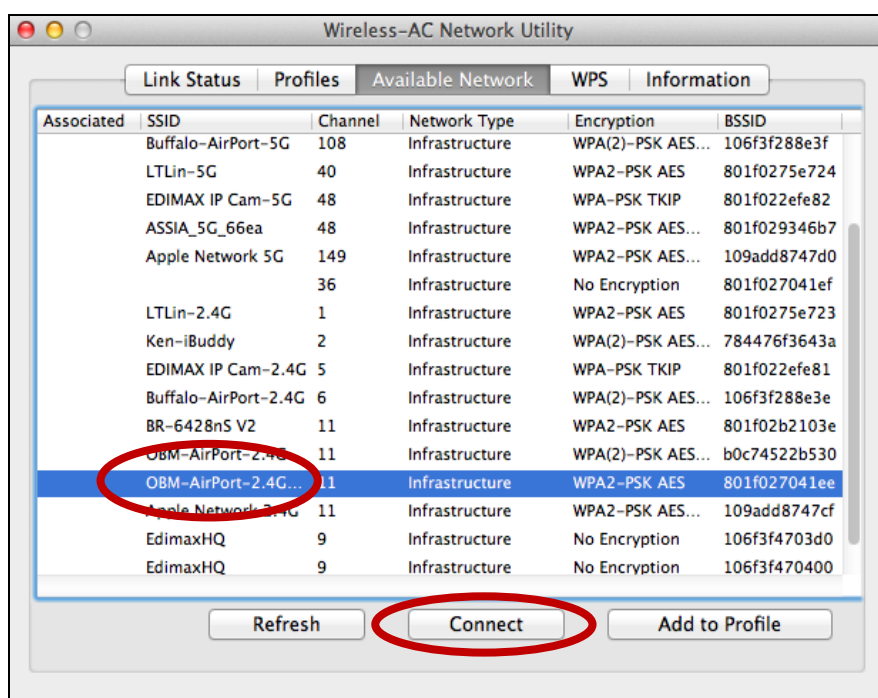 Wireless-AC Network Utility
Link Status Profiles Available Network WPS Information
Associated SSID Channel Network Type Encryption BSSID
Buffalo-AirPort-5G 108 Infrastructure WPA(2)-PSK AES... 106f3f288e3f
LTLin-5G 40 Infrastructure WPA2-PSK AES 801f0275e724
EDIMAX IP Cam-5G 48 Infrastructure WPA-PSK TKIP 801f022efe82
ASSIA_5G_66ea 48 Infrastructure WPA2-PSK AES... 801f029346b7
Apple Network 5G 149 Infrastructure WPA2-PSK AES... 109add8747d0
36 Infrastructure No Encryption 801f027041ef
LTLin-2.4G 1 Infrastructure WPA2-PSK AES 801f0275e723
Ken-iBuddy 2 Infrastructure WPA(2)-PSK AES... 784476f3643a
EDIMAX IP Cam-2.4G 5 Infrastructure WPA-PSK TKIP 801f022efe81
Buffalo-AirPort-2.4G 6 Infrastructure WPA(2)-PSK AES... 106f3f288e3e
BR-6428nS V2 11 Infrastructure WPA2-PSK AES 801f02b2103e
OBM-AirPort-2.4G 11 Infrastructure WPA(2)-PSK AES... b0c74522b530
OBM-AirPort-2.4G... 11 Infrastructure WPA2-PSK AES 801f027041ee
Apple Network 2.4G 11 Infrastructure WPA2-PSK AES... 109add8747cf
EdimaxHQ 9 Infrastructure No Encryption 106f3f4703d0
EdimaxHQ 9 Infrastructure No Encryption 106f3f470400
Refresh Connect Add to Profile